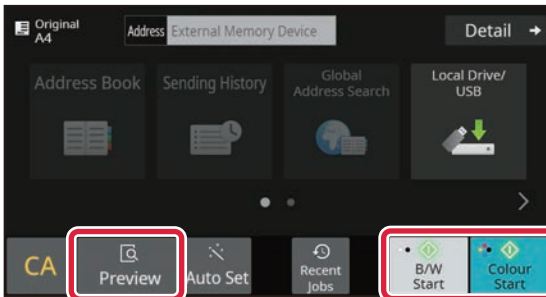 Original
A4
Address External Memory Device
Detail
Address Book
Sending History
Global
Address Search
Local Drive/
USB
CA
Preview
Auto Set
Recent
Jobs
B/W
Start
Colour
Start